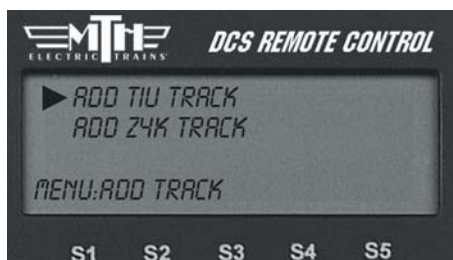 MTH
ELECTRIC TRAINS
DCS REMOTE CONTROL
ADD TIU TRACK
ADD Z4K TRACK
MENU:ADD TRACK
S1 S2 S3 S4 S5